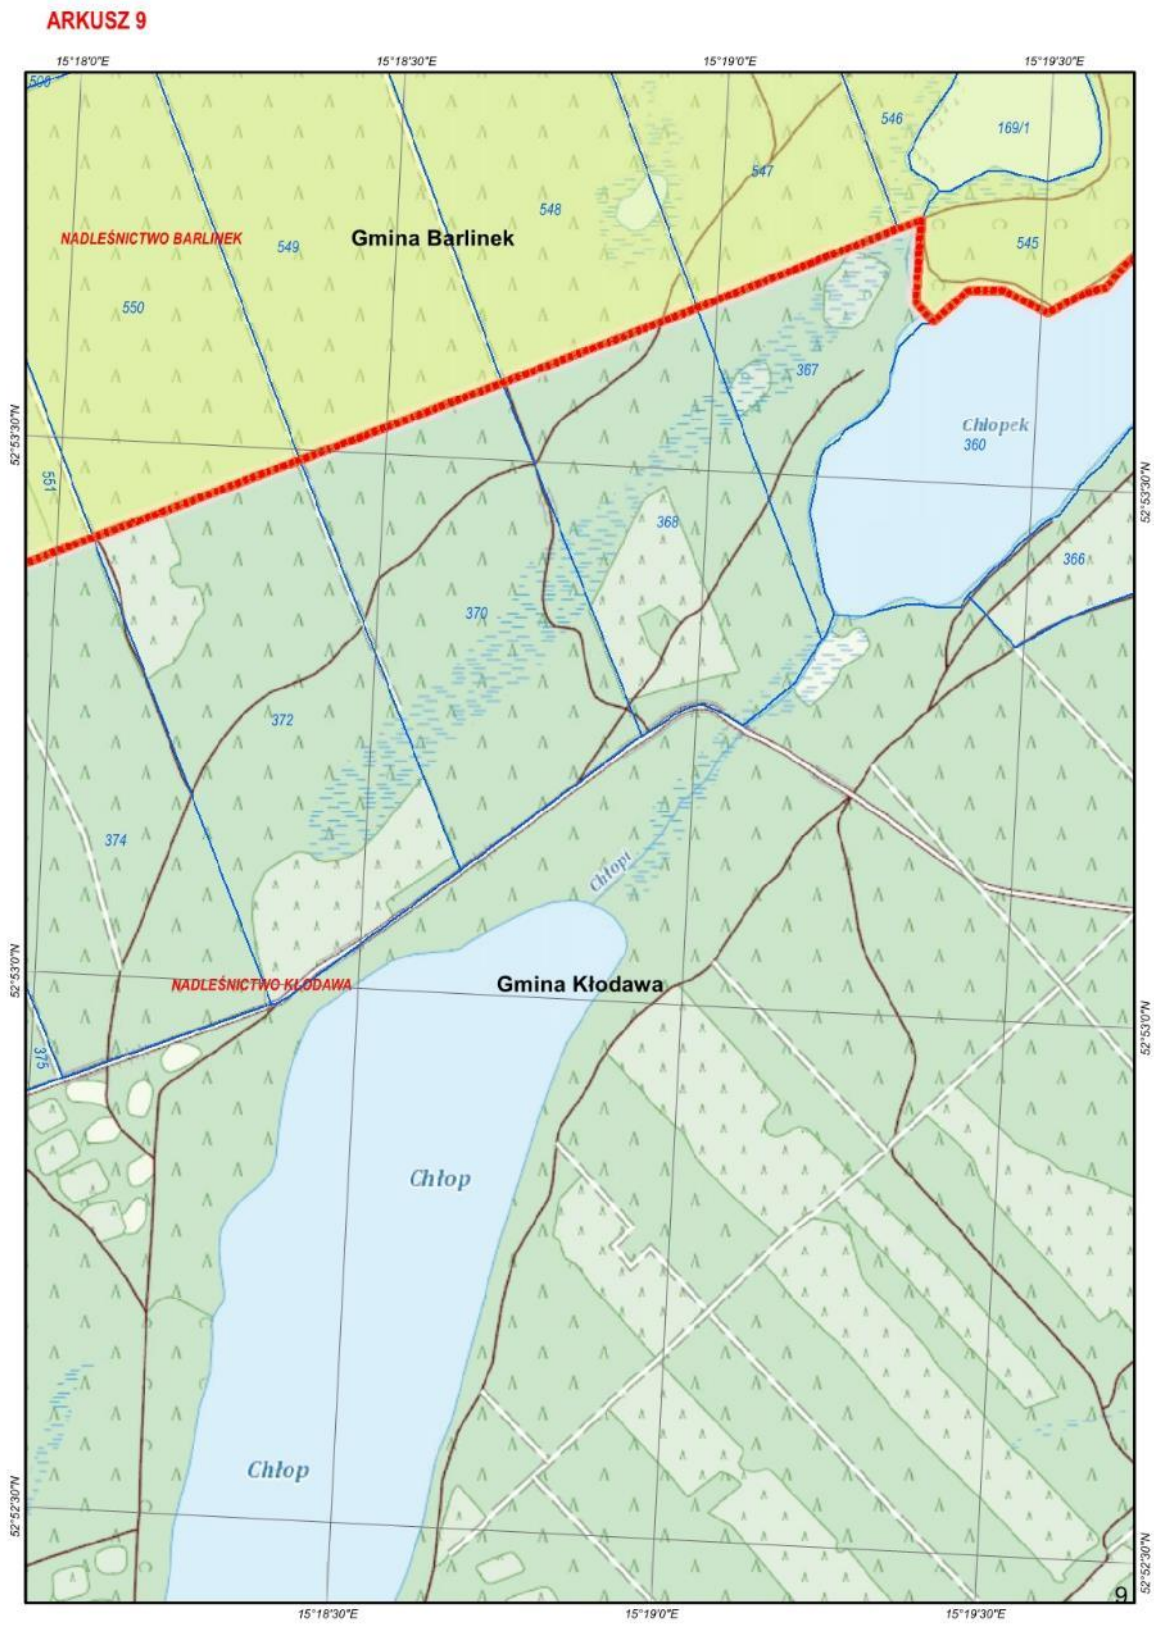 ARKUSZ 9
15°18'0"E
15°18'30"E
15°19'0"E
15°19'30"E
546
169/1
547
548
NADLEŚNICTWO BARLINEK
549
Gmina Barlinek
545
550
367
Chłopek
360
52°53'30"N
551
52°53'30"N
368
366
370
372
374
Chłopi
52°53'0"N
NADLEŚNICTWO KŁODAWA
Gmina Kłodawa
52°53'0"N
375
Chłop
Chłop
52°52'30"N
52°52'30"N
9
15°18'30"E
15°19'0"E
15°19'30"E